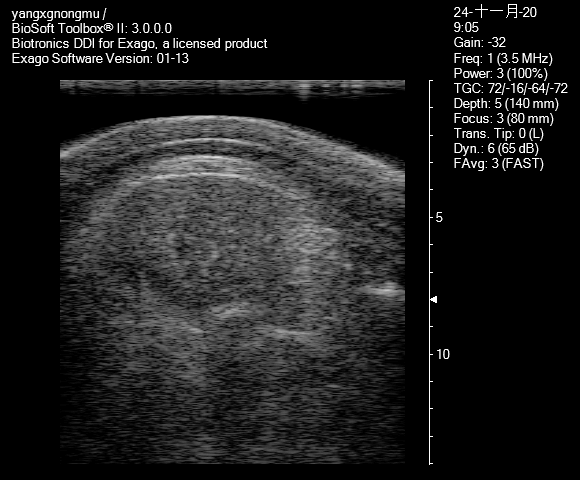 yangxgnongmu /
BioSoft Toolbox® II: 3.0.0.0
Biotronics DDI for Exago, a licensed product
Exago Software Version: 01-13
24-十一月-20
9:05
Gain: -32
Freq: 1 (3.5 MHz)
Power: 3 (100%)
TGC: 72/-16/-64/-72
Depth: 5 (140 mm)
Focus: 3 (80 mm)
Trans. Tip: 0 (L)
Dyn.: 6 (65 dB)
FAvg: 3 (FAST)
5
10